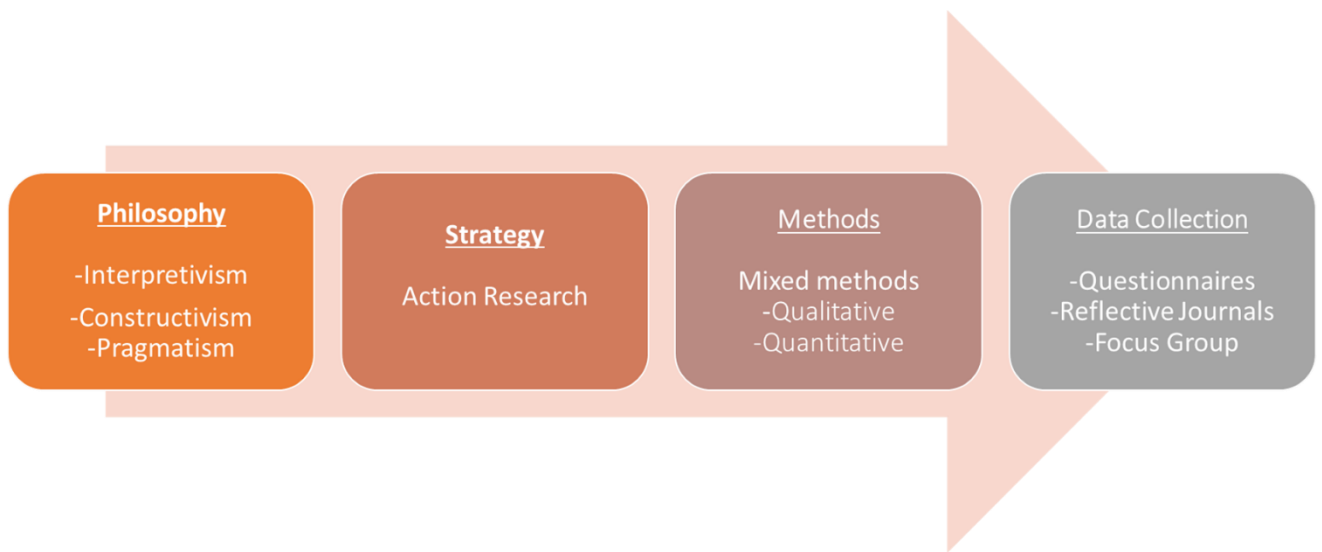 Philosophy
-Interpretivism
-Constructivism
-Pragmatism
Strategy
Action Research
Methods
Mixed methods
-Qualitative
-Quantitative
Data Collection
-Questionnaires
-Reflective Journals
-Focus Group